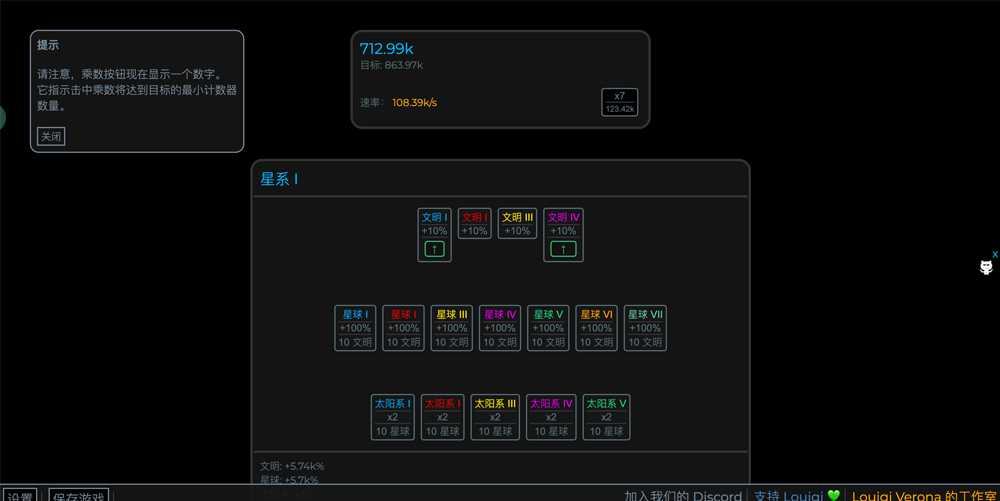 提示
请注意，乘数按钮现在显示一个数字。
它指示击中乘数将达到目标的最小计数器
数量。
关闭
712.99k
目标: 863.97k
速率： 108.39k/s
x7
123.42k
星系 I
文明 I 文明 I 文明 III 文明 IV
+10% +10% +10% +10%
↑ ↑
x
星球 I 星球 I 星球 III 星球 IV 星球 V 星球 VI 星球 VII
+100% +100% +100% +100% +100% +100% +100%
10 文明 10 文明 10 文明 10 文明 10 文明 10 文明 10 文明
太阳系 I 太阳系 I 太阳系 III 太阳系 IV 太阳系 V
x2 x2 x2 x2 x2
10 星球 10 星球 10 星球 10 星球 10 星球
文明: +5.74k%
星球: +5.7k%
设置 | 保存游戏 | 加入我们的 Discord | 支持 Louigi 💚 | Louigi Verona 的工作室